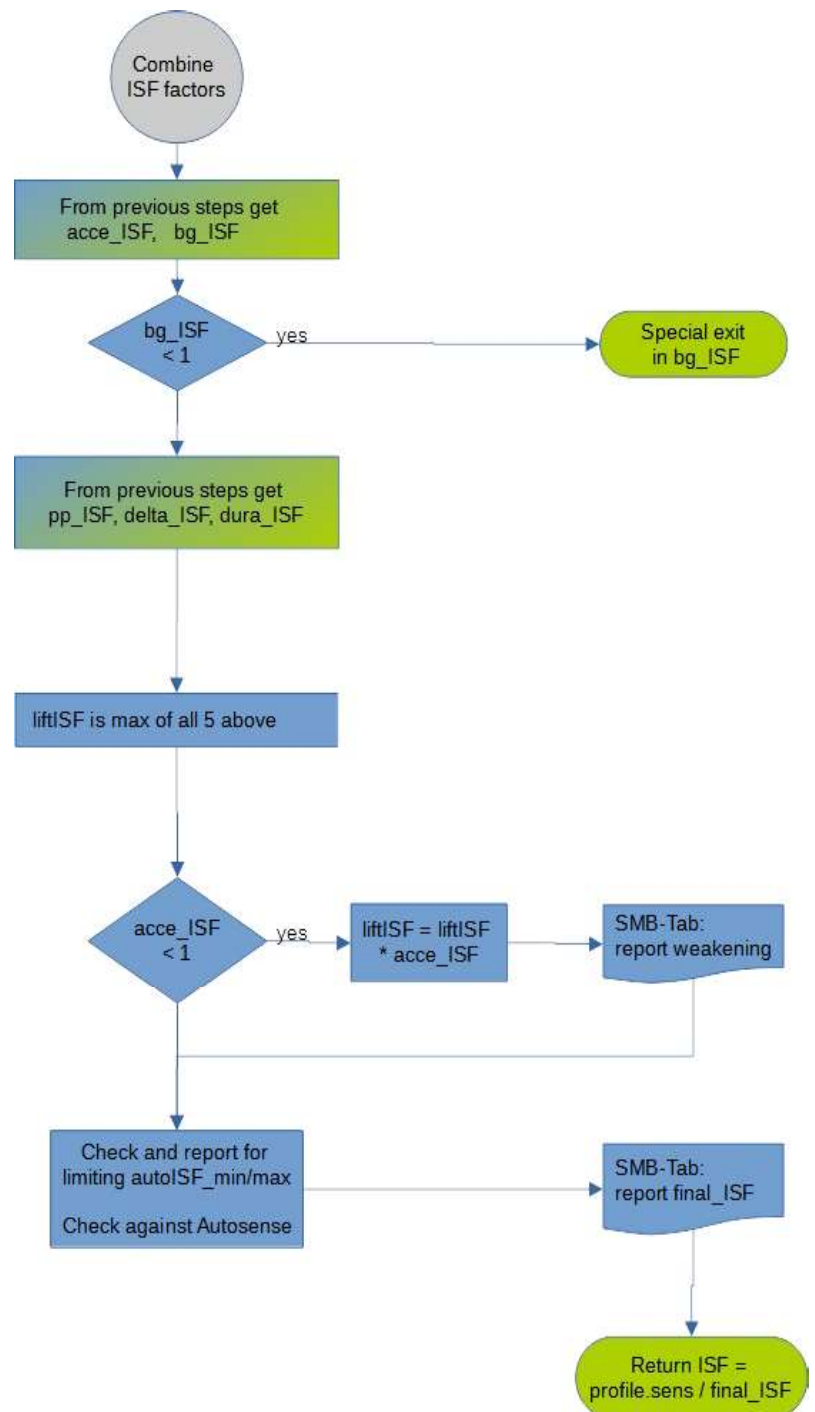 Combine
ISF factors
From previous steps get
acce_ISF, bg_ISF
bg_ISF
< 1
yes
Special exit
in bg_ISF
From previous steps get
pp_ISF, delta_ISF, dura_ISF
liftISF is max of all 5 above
acce_ISF
< 1
yes
liftISF = liftISF
* acce_ISF
SMB-Tab:
report weakening
Check and report for
limiting autoISF_min/max
Check against Autosense
SMB-Tab:
report final_ISF
Return ISF =
profile.sens / final_ISF